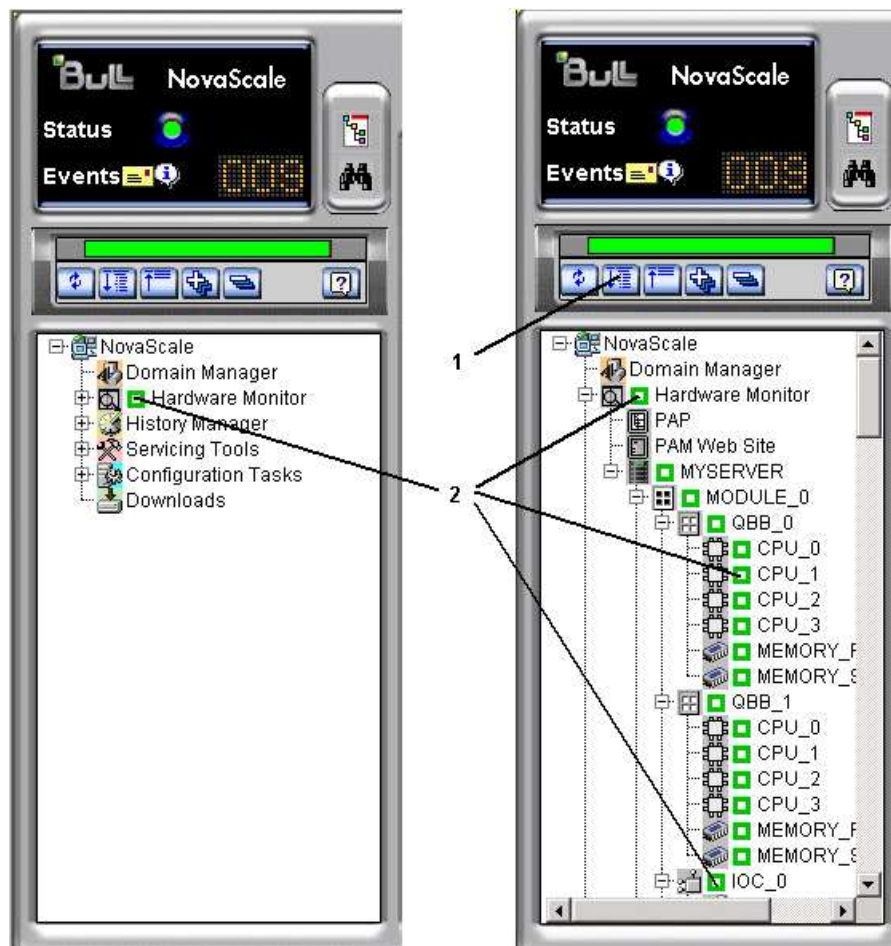 Bull NovaScale
Status
Events 009
NovaScale
Domain Manager
Hardware Monitor
History Manager
Servicing Tools
Configuration Tasks
Downloads
1
2
Bull NovaScale
Status
Events 009
NovaScale
Domain Manager
Hardware Monitor
PAP
PAM Web Site
MYSERVER
MODULE_0
QBB_0
CPU_0
CPU_1
CPU_2
CPU_3
MEMORY_
MEMORY_
QBB_1
CPU_0
CPU_1
CPU_2
CPU_3
MEMORY_
MEMORY_
IOC_0